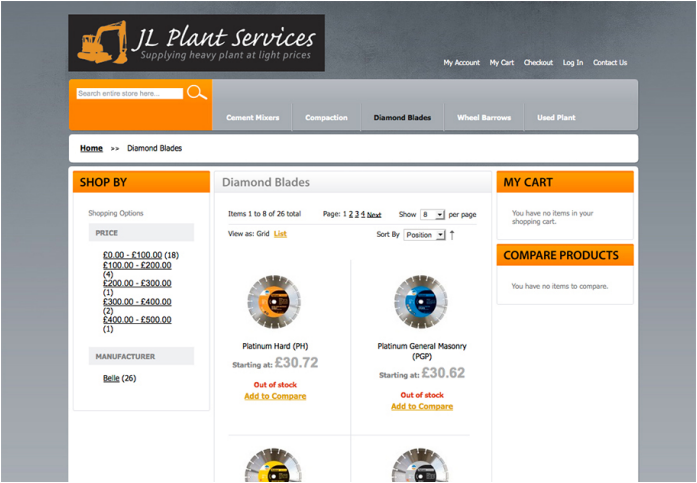 JL Plant Services
Supplying heavy plant at light prices
My Account My Cart Checkout Log In Contact Us
Search entire store here...
Cement Mixers Compaction Diamond Blades Wheel Barrows Used Plant
Home >> Diamond Blades
SHOP BY
Shopping Options
PRICE
£0.00 - £100.00 (18)
£100.00 - £200.00
(4)
£200.00 - £300.00
(1)
£300.00 - £400.00
(2)
£400.00 - £500.00
(1)
MANUFACTURER
Belle (26)
Diamond Blades
Items 1 to 8 of 26 total Page: 1 2 3 4 Next Show 8 per page
View as: Grid List Sort By Position
Platinum Hard (PH)
Starting at: £30.72
Out of stock
Add to Compare
Platinum General Masonry
(PGP)
Starting at: £30.62
Out of stock
Add to Compare
MY CART
You have no items in your
shopping cart.
COMPARE PRODUCTS
You have no items to compare.